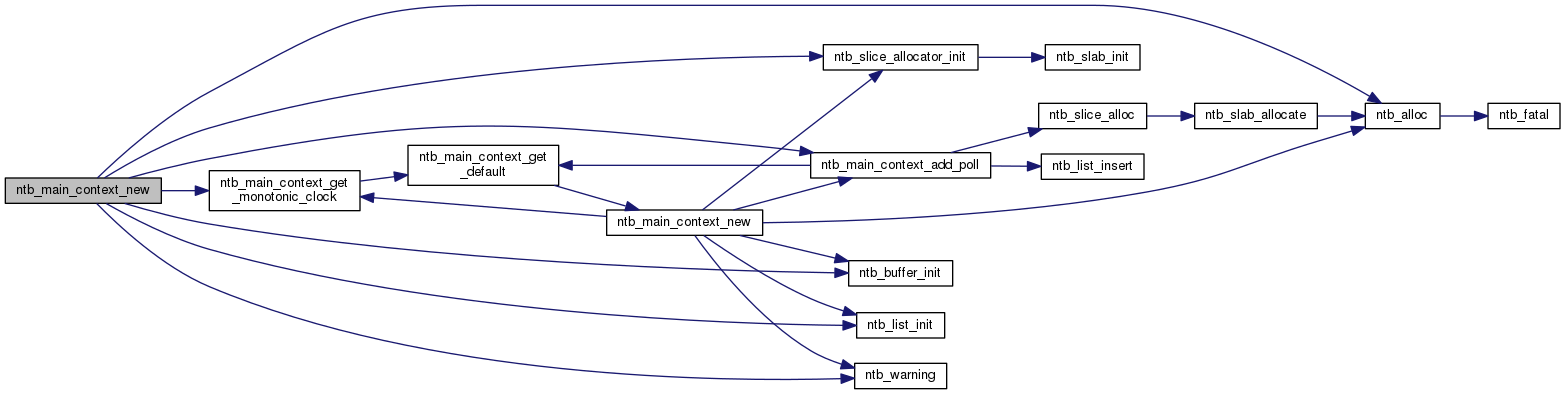 ntb_main_context_new
ntb_main_context_get
_monotonic_clock
ntb_main_context_get
_default
ntb_main_context_new
ntb_slice_allocator_init
ntb_main_context_add_poll
ntb_buffer_init
ntb_list_init
ntb_warning
ntb_slab_init
ntb_slice_alloc
ntb_list_insert
ntb_slab_allocate
ntb_alloc
ntb_fatal